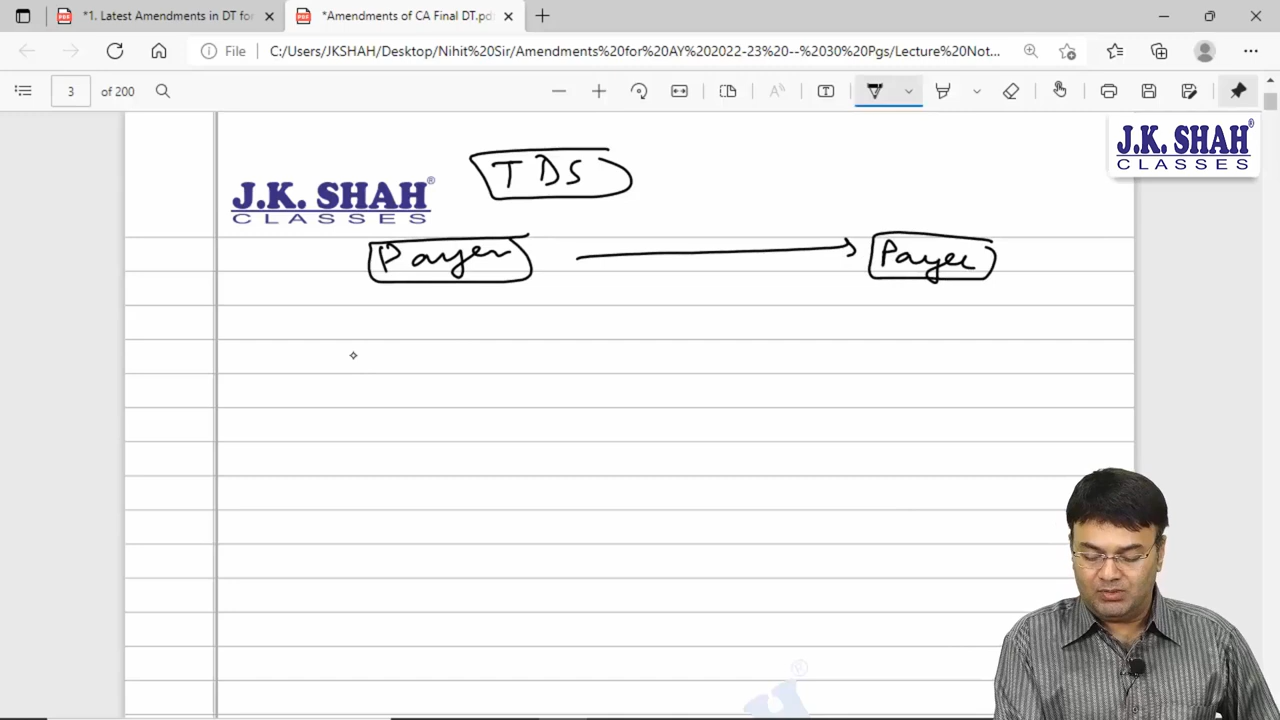 *1. Latest Amendments in DT for
*Amendments of CA Final DT.pd
File
C:/Users/JKSHAH/Desktop/Nihit%20Sir/Amendments%20for%20AY%202022-23%20--%2030%20Pgs/Lecture%20Not...
3 of 200
J.K. SHAH®
CLASSES
TDS
J.K. SHAH®
CLASSES
Payer Payee